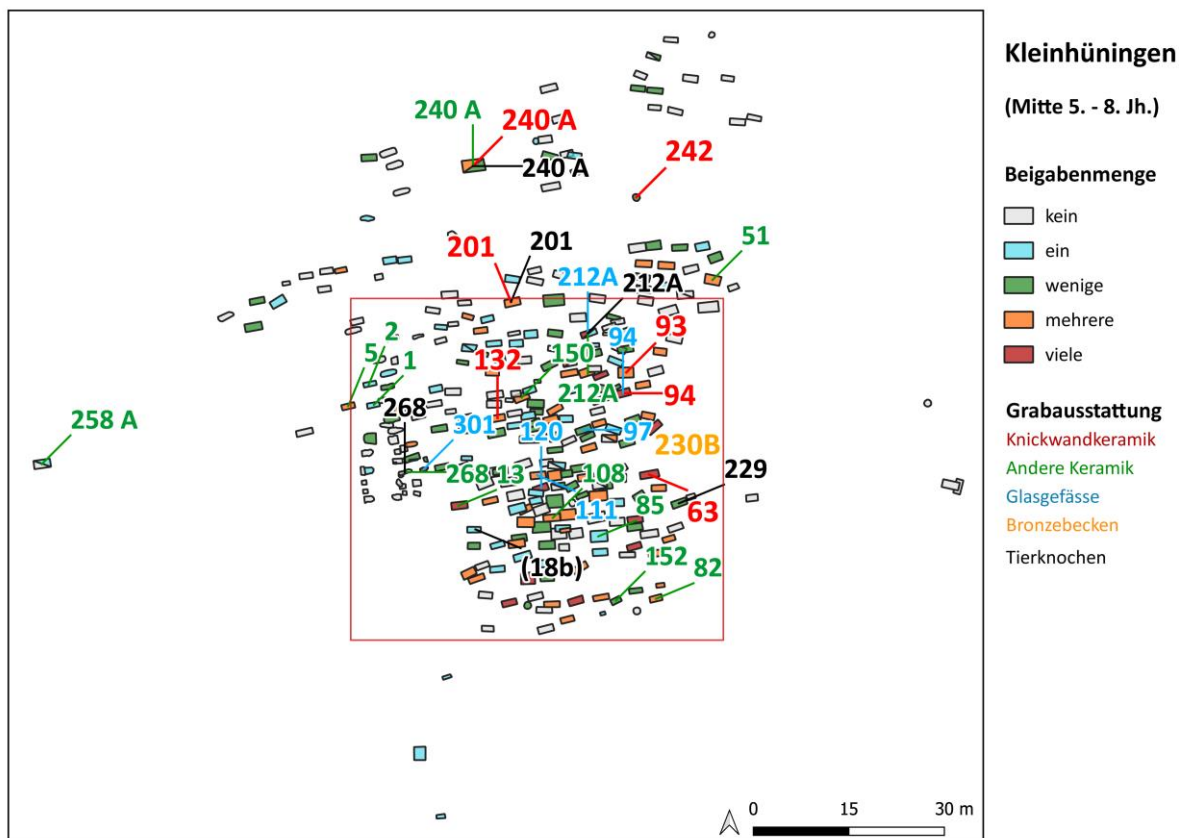 Kleinhüningen
(Mitte 5. - 8. Jh.)
Beigabenmenge
kein
ein
wenige
mehrere
viele
Grabausstattung
Knickwandkeramik
Andere Keramik
Glasgefässe
Bronzebecken
Tierknochen
240 A
240 A
240 A
242
51
201
201
212A
212A
2
94
93
5
1
132
150
212A
94
268
258 A
301
120
97
230B
268
13
108
229
111
85
63
(18b)
152
82
0 15 30 m